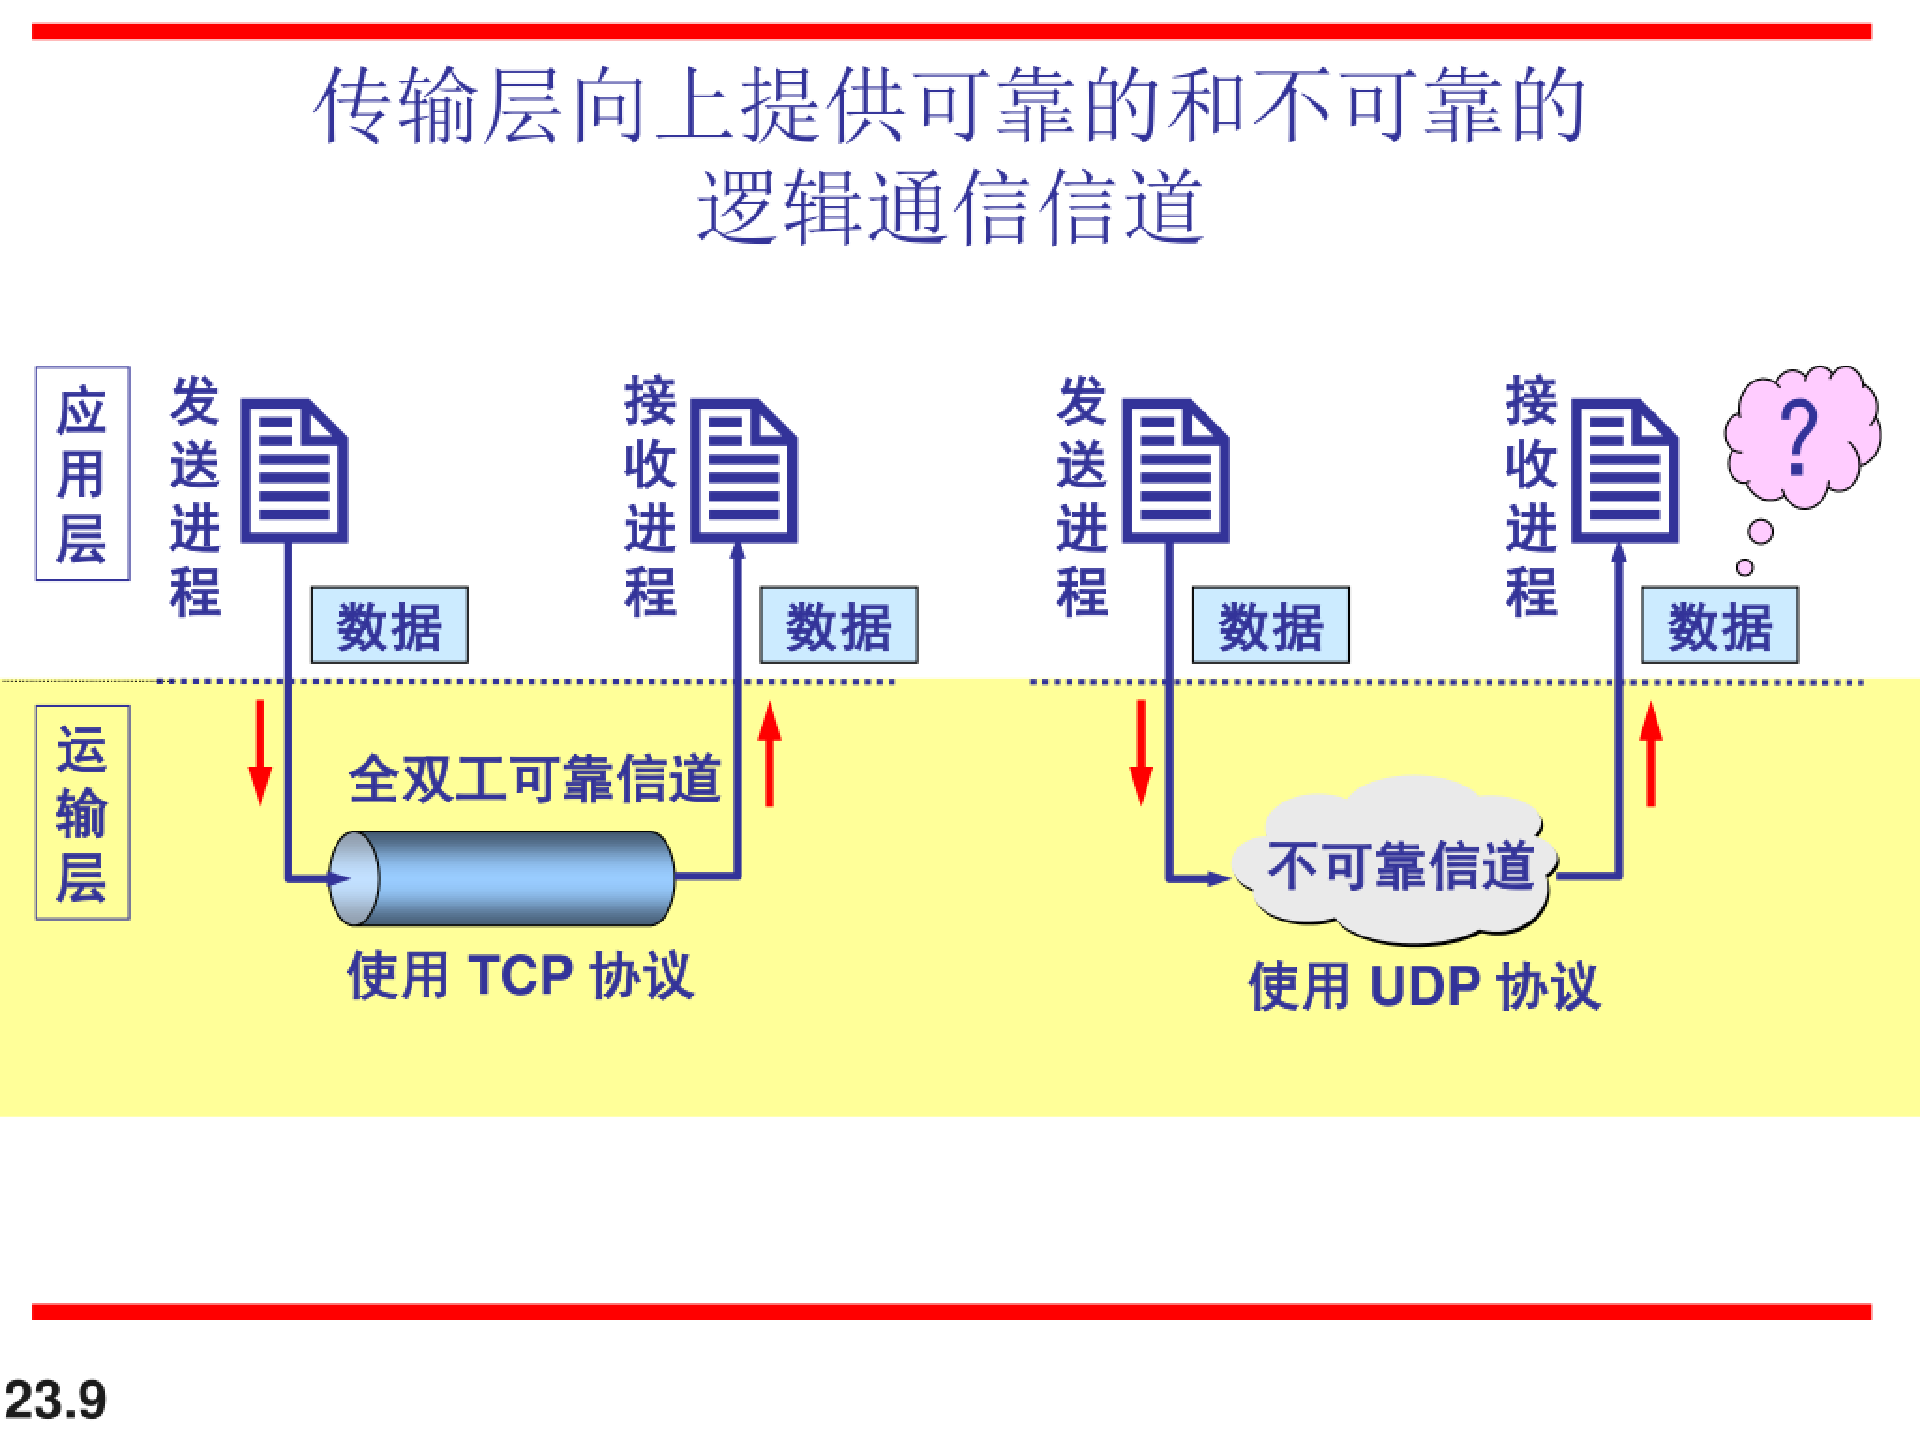 传输层向上提供可靠的和不可靠的
逻辑通信信道
应用层
发送进程
数据
接收进程
数据
发送进程
数据
接收进程
数据
?
运输层
全双工可靠信道
使用 TCP 协议
不可靠信道
使用 UDP 协议
23.9